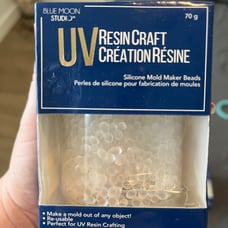 BLUE MOON
STUDIO™
70 g
UV RESIN CRAFT
CRÉATION RÉSINE
Silicone Mold Maker Beads
Perles de silicone pour fabrication de moules
• Make a mold out of any object!
• Re-usable
• Perfect for UV Resin Crafting